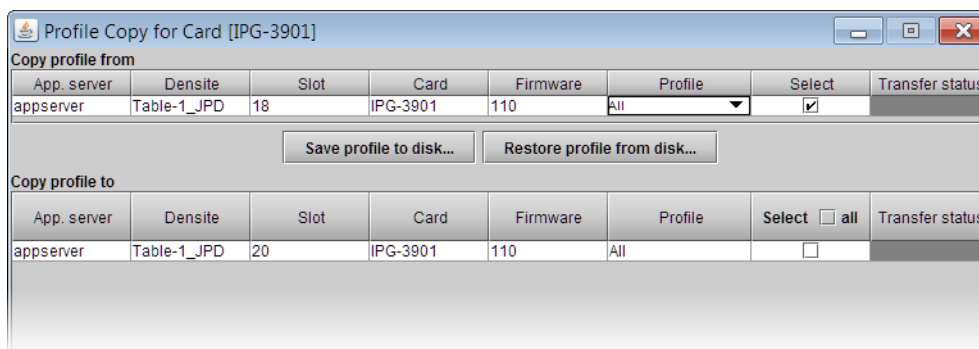 Profile Copy for Card [IPG-3901]
Copy profile from
App. server Densite Slot Card Firmware Profile Select Transfer status
appserver Table-1_JPD 18 IPG-3901 110 All
Save profile to disk... Restore profile from disk...
Copy profile to
App. server Densite Slot Card Firmware Profile Select all Transfer status
appserver Table-1_JPD 20 IPG-3901 110 All